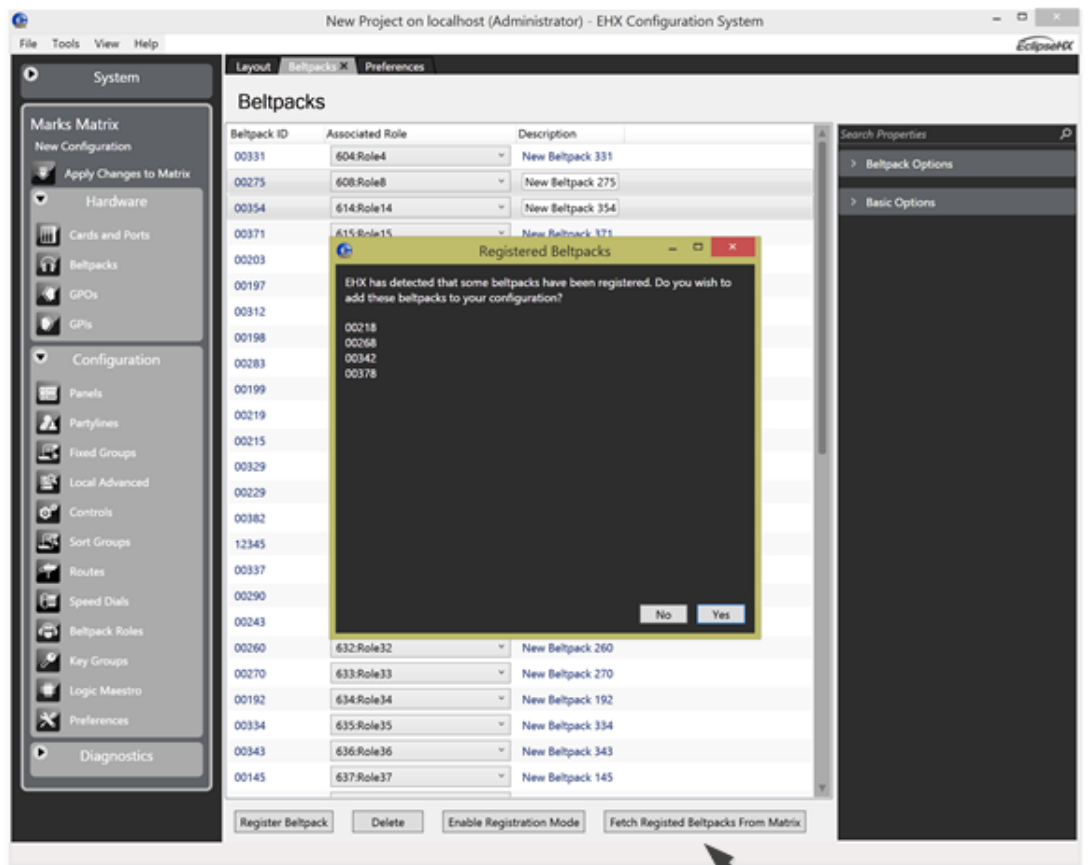 New Project on localhost (Administrator) - EHX Configuration System
File Tools View Help
EclipseHX
System
Layout Beltpacks X Preferences
Beltpacks
Marks Matrix
New Configuration
Apply Changes to Matrix
Hardware
Cards and Ports
Beltpacks
GPOs
GPIs
Configuration
Panels
Partylines
Fixed Groups
Local Advanced
Controls
Sort Groups
Routes
Speed Dials
Beltpack Roles
Key Groups
Logic Maestro
Preferences
Diagnostics
Beltpack ID Associated Role Description
00331 604:Role4 New Beltpack 331
00275 608:Role8 New Beltpack 275
00354 614:Role14 New Beltpack 354
00371 615:Role15 New Beltpack 371
00203
00197
00312
00198
00283
00199
00219
00215
00329
00229
00382
12345
00337
00290
00243
00260 632:Role32 New Beltpack 260
00270 633:Role33 New Beltpack 270
00192 634:Role34 New Beltpack 192
00334 635:Role35 New Beltpack 334
00343 636:Role36 New Beltpack 343
00145 637:Role37 New Beltpack 145
Registered Beltpacks
EHX has detected that some beltpacks have been registered. Do you wish to
add these beltpacks to your configuration?
00218
00268
00342
00378
No Yes
Register Beltpack Delete Enable Registration Mode Fetch Registed Beltpacks From Matrix
Search Properties
Beltpack Options
Basic Options